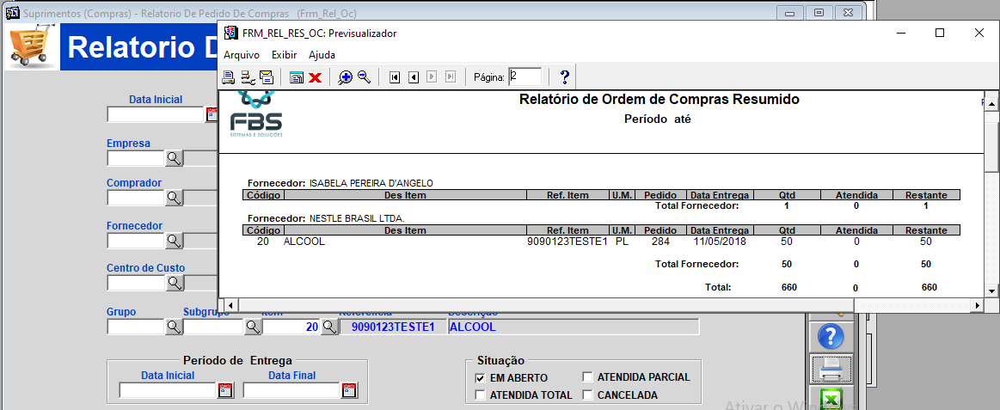 Suprimentos (Compras) - Relatorio De Pedido De Compras (Frm_Rel_Oc)
Relatorio D
FRM_REL_RES_OC: Previsualizador
Arquivo Exibir Ajuda
Página: 2
FBS
SISTEMAS E SOLUÇÕES
Relatório de Ordem de Compras Resumido
Período até
Fornecedor: ISABELA PEREIRA D'ANGELO
Código Des Item Ref. Item U.M. Pedido Data Entrega Qtd Atendida Restante
Total Fornecedor: 1 0 1
Fornecedor: NESTLE BRASIL LTDA.
Código Des Item Ref. Item U.M. Pedido Data Entrega Qtd Atendida Restante
20 ALCOOL 9090123TESTE1 PL 284 11/05/2018 50 0 50
Total Fornecedor: 50 0 50
Total: 660 0 660
Data Inicial
Empresa
Comprador
Fornecedor
Centro de Custo
Grupo Subgrupo Item Referência Descrição
20 9090123TESTE1 ALCOOL
Período de Entrega
Data Inicial Data Final
Situação
EM ABERTO ATENDIDA PARCIAL
ATENDIDA TOTAL CANCELADA
Ativar o Windows